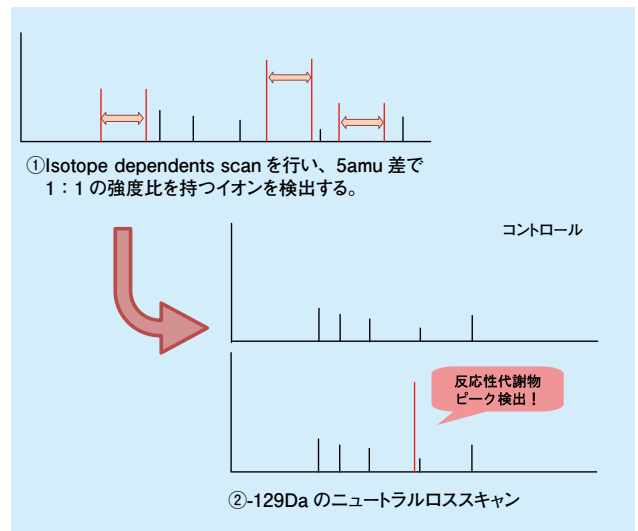 ①Isotope dependents scan を行い、5amu 差で
1：1 の強度比を持つイオンを検出する。
コントロール
反応性代謝物
ピーク検出！
②-129Da のニュートラルロススキャン